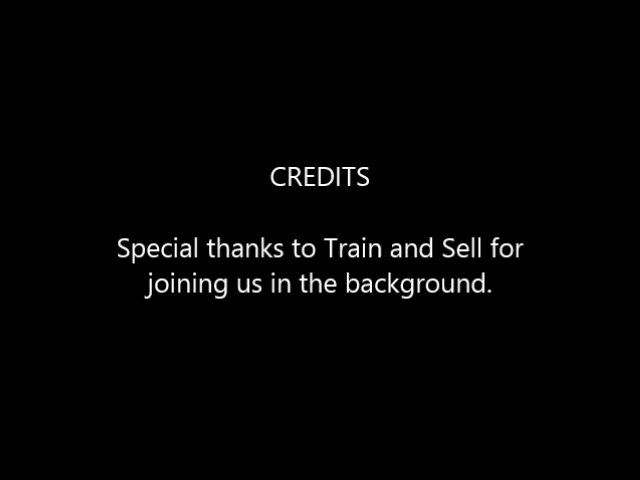 CREDITS
Special thanks to Train and Sell for
joining us in the background.